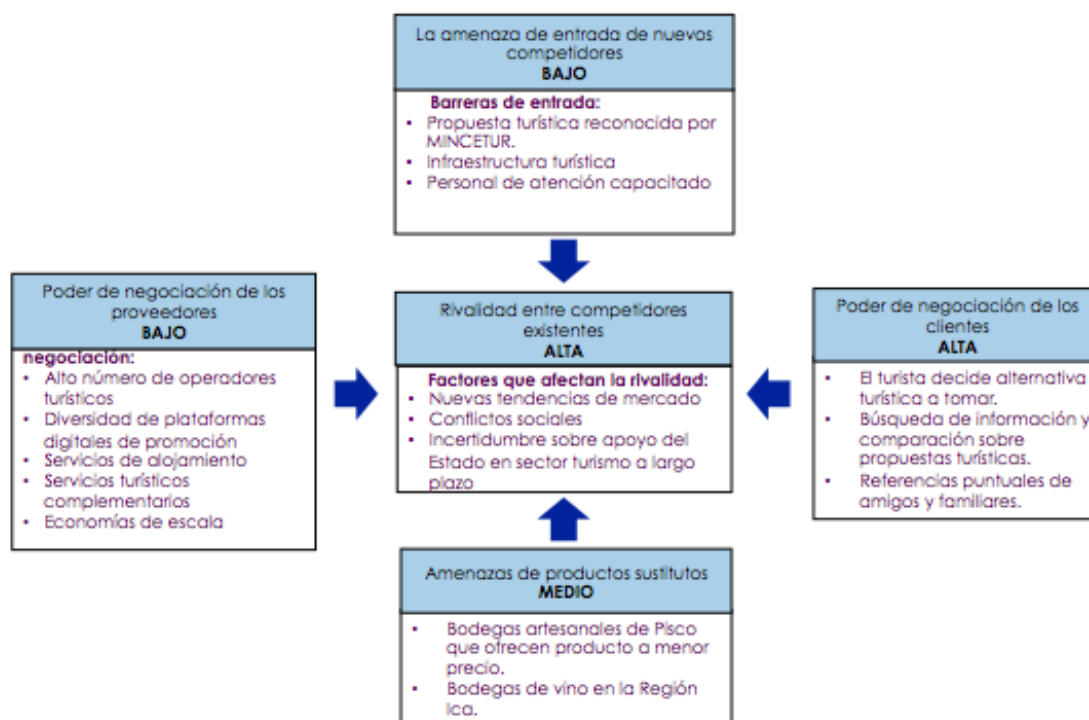 La amenaza de entrada de nuevos
competidores
BAJO
Barreras de entrada:
• Propuesta turística reconocida por
MINCETUR.
• Infraestructura turística
• Personal de atención capacitado
Poder de negociación de los
proveedores
BAJO
negociación:
• Alto número de operadores
turísticos
• Diversidad de plataformas
digitales de promoción
• Servicios de alojamiento
• Servicios turísticos
complementarios
• Economías de escala
Rivalidad entre competidores
existentes
ALTA
Factores que afectan la rivalidad:
• Nuevas tendencias de mercado
• Conflictos sociales
• Incertidumbre sobre apoyo del
Estado en sector turismo a largo
plazo
Poder de negociación de los
clientes
ALTA
• El turista decide alternativa
turística a tomar.
• Búsqueda de información y
comparación sobre
propuestas turísticas.
• Referencias puntuales de
amigos y familiares.
Amenazas de productos sustitutos
MEDIO
• Bodegas artesanales de Pisco
que ofrecen producto a menor
precio.
• Bodegas de vino en la Región
Ica.